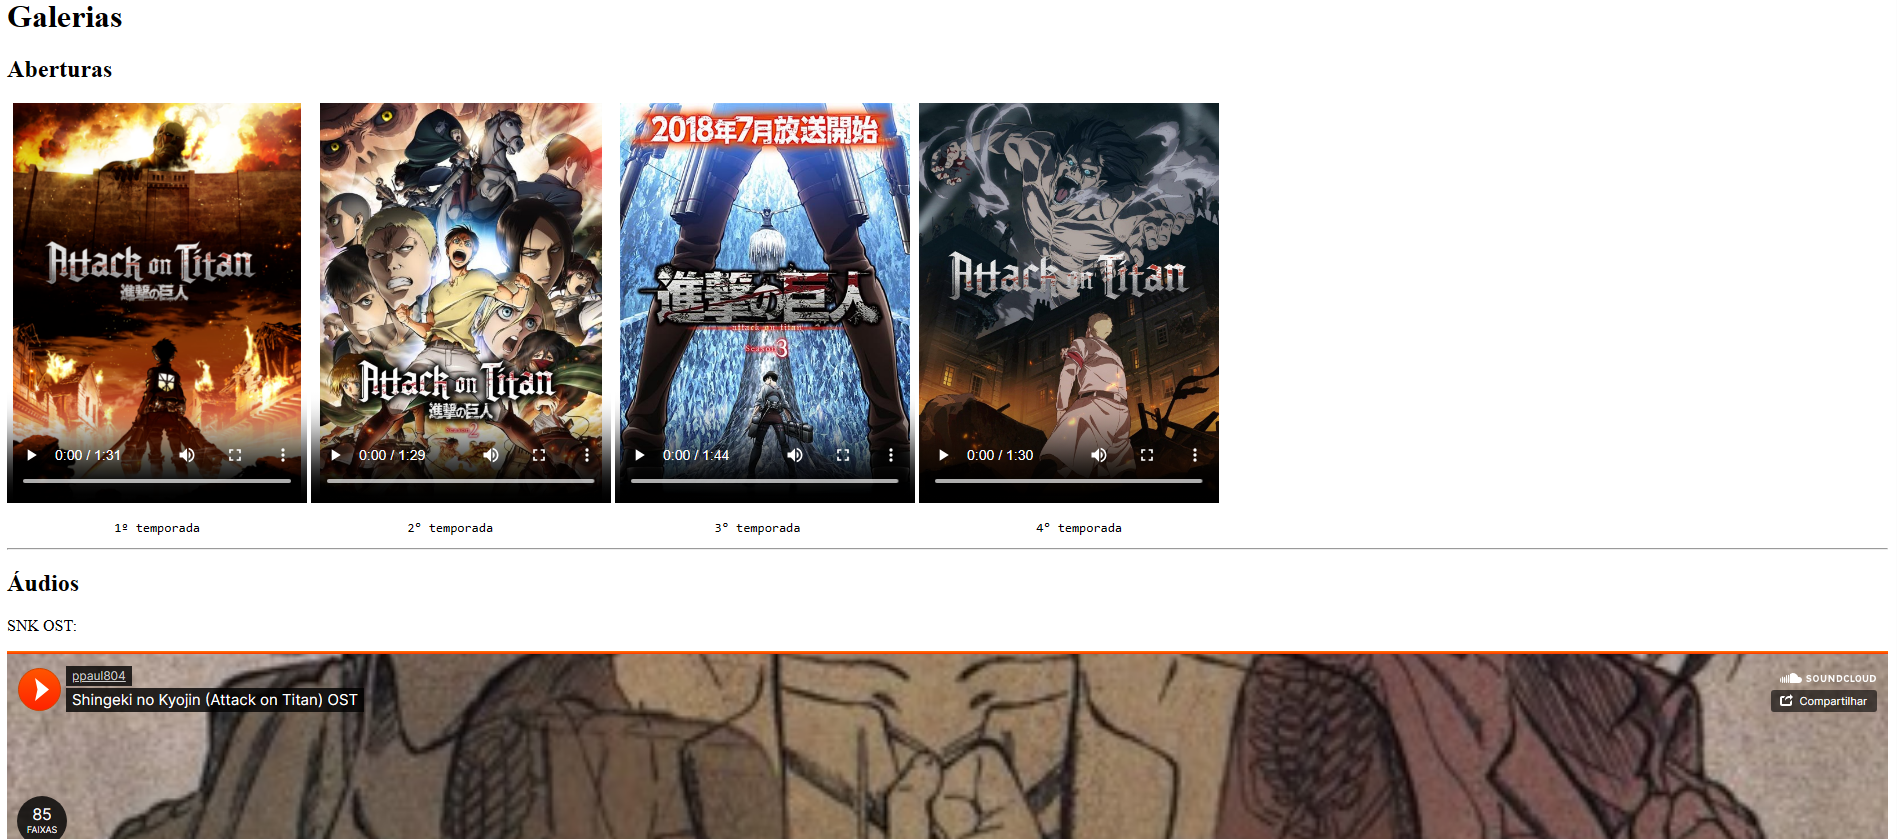 Galerias
Aberturas
Attack on Titan
進撃の巨人
0:00 / 1:31
Attack on Titan
進撃の巨人
Season 2
0:00 / 1:29
2018年7月放送開始
進撃の巨人
attack on titan
Season 3
0:00 / 1:44
Attack on Titan
0:00 / 1:30
1º temporada
2° temporada
3° temporada
4° temporada
Áudios
SNK OST:
ppaul804
Shingeki no Kyojin (Attack on Titan) OST
SOUNDCLOUD
Compartilhar
85
FAIXAS